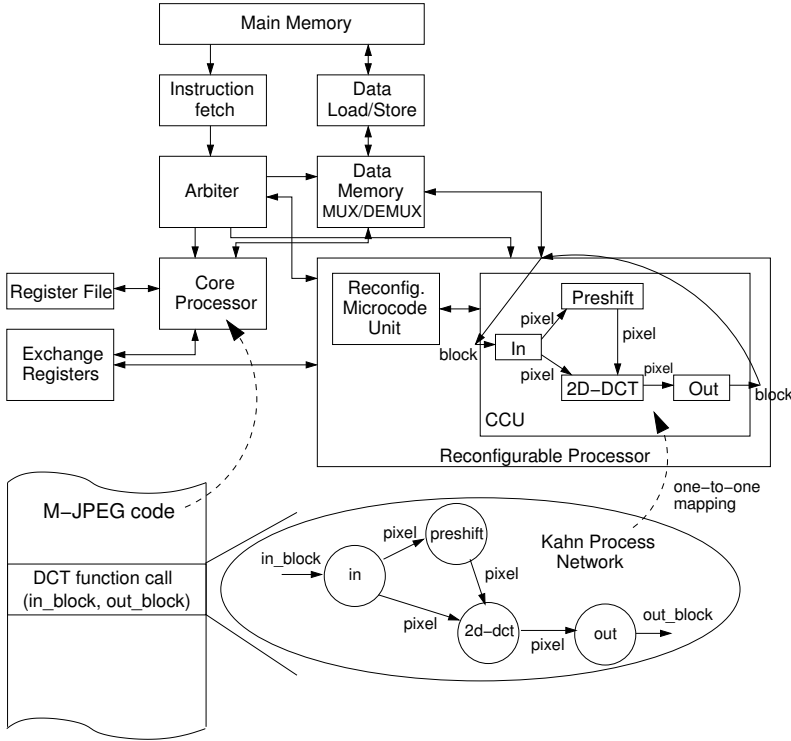 Main Memory
Instruction
fetch
Data
Load/Store
Arbiter
Data
Memory
MUX/DEMUX
Register File
Core
Processor
Exchange
Registers
Reconfig.
Microcode
Unit
Preshift
pixel
pixel
block
In
pixel
pixel
2D−DCT
Out
block
CCU
Reconfigurable Processor
one−to−one
mapping
M−JPEG code
DCT function call
(in_block, out_block)
Kahn Process
Network
in_block
in
pixel
preshift
pixel
pixel
2d−dct
pixel
out
out_block